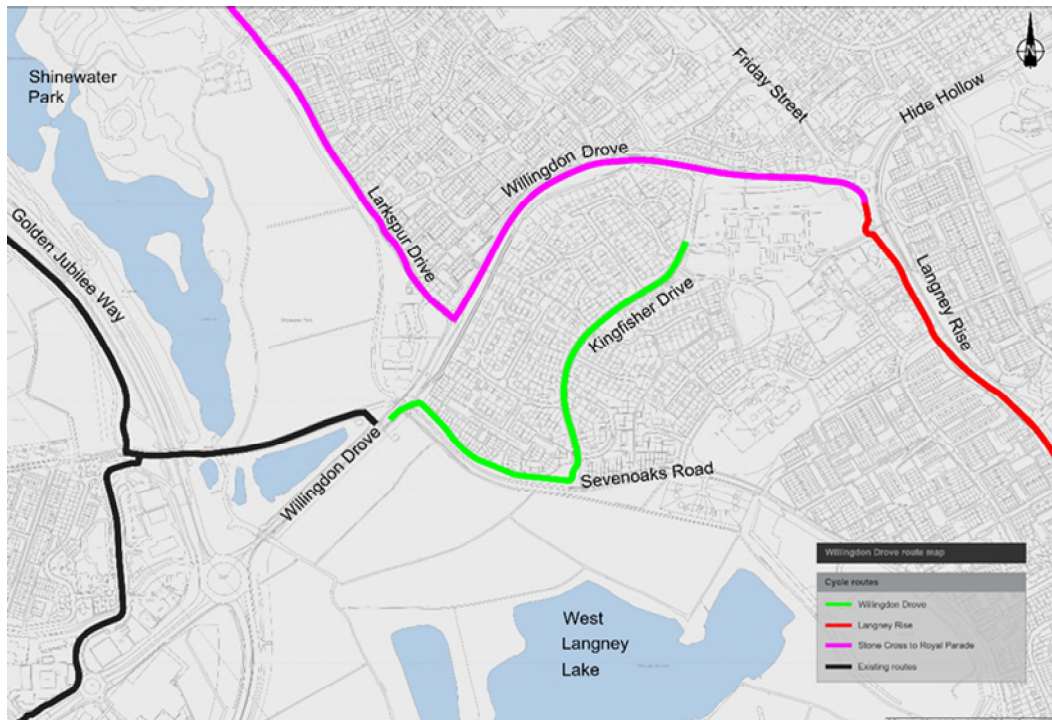 Shinewater
Park
Friday Street
Hide Hollow
Willingdon Drove
Larkspur Drive
Golden Jubilee Way
Kingfisher Drive
Langney Rise
Willingdon Drove
Sevenoaks Road
West
Langney
Lake
N
Willingdon Drove route map
Cycle routes
Willingdon Drove
Langney Rise
Stone Cross to Royal Parade
Existing routes